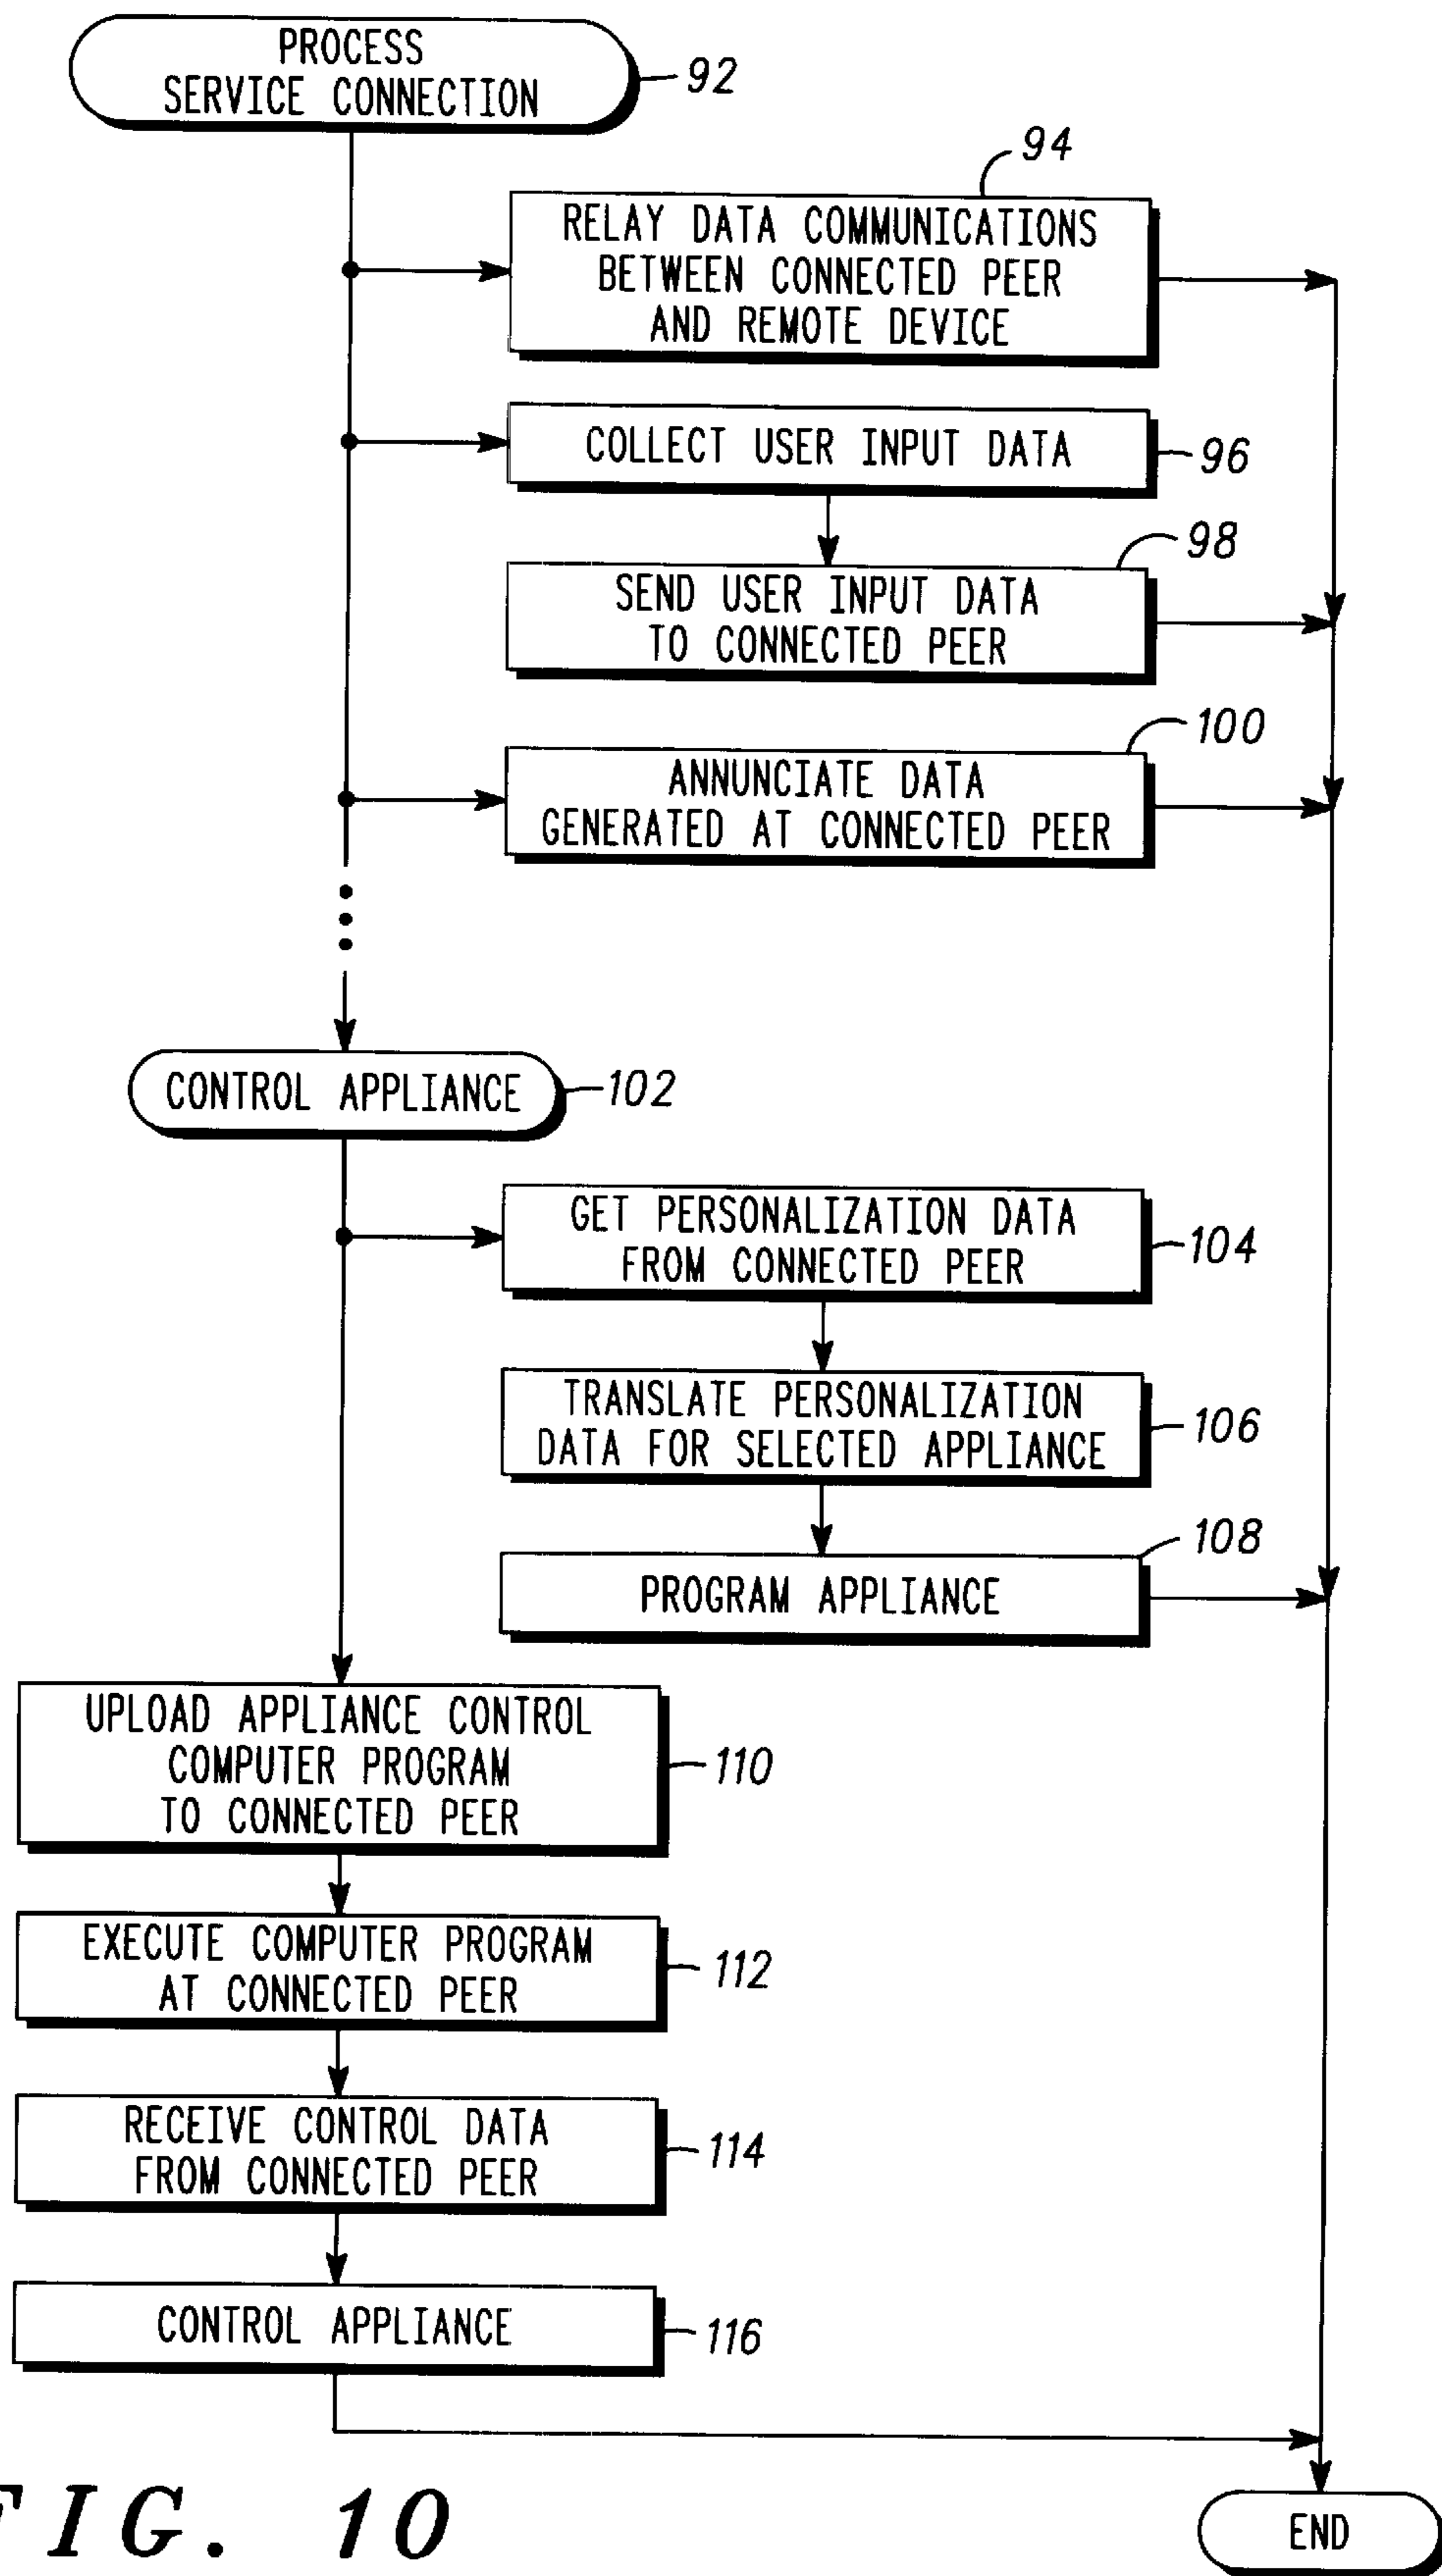 PROCESS
SERVICE CONNECTION
92
94
RELAY DATA COMMUNICATIONS
BETWEEN CONNECTED PEER
AND REMOTE DEVICE
COLLECT USER INPUT DATA
96
98
SEND USER INPUT DATA
TO CONNECTED PEER
100
ANNUNCIATE DATA
GENERATED AT CONNECTED PEER
CONTROL APPLIANCE
102
GET PERSONALIZATION DATA
FROM CONNECTED PEER
104
TRANSLATE PERSONALIZATION
DATA FOR SELECTED APPLIANCE
106
108
PROGRAM APPLIANCE
UPLOAD APPLIANCE CONTROL
COMPUTER PROGRAM
TO CONNECTED PEER
110
EXECUTE COMPUTER PROGRAM
AT CONNECTED PEER
112
RECEIVE CONTROL DATA
FROM CONNECTED PEER
114
CONTROL APPLIANCE
116
FIG. 10
END